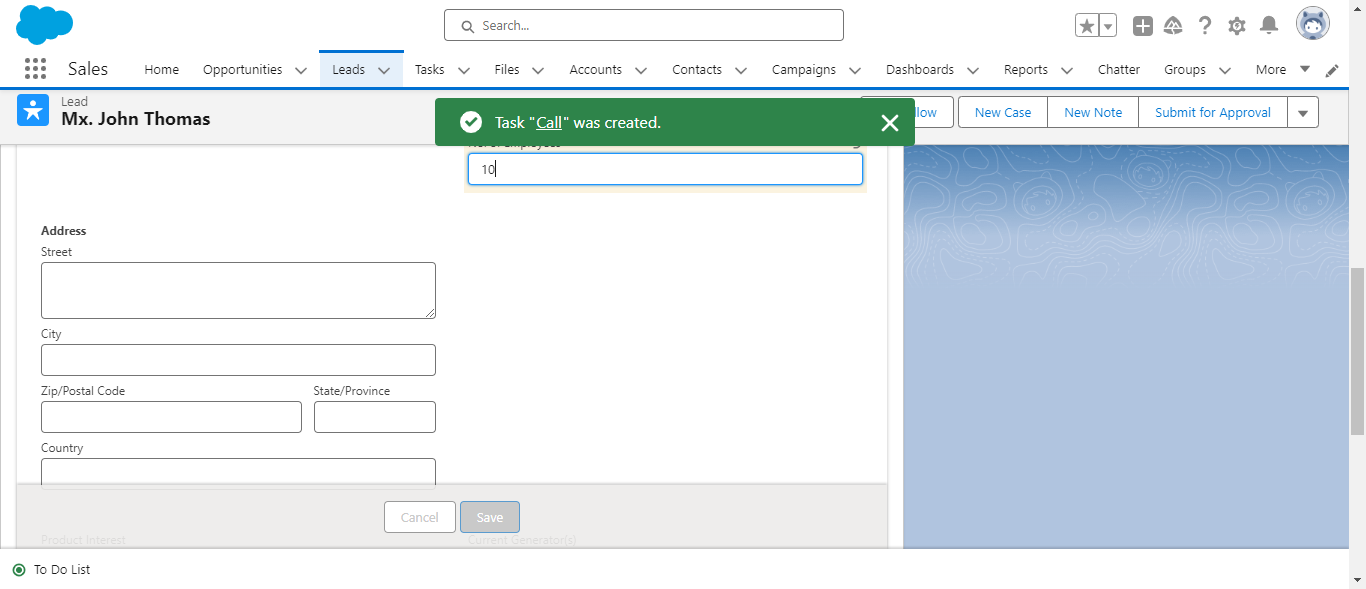 Search...
Sales
Home
Opportunities
Leads
Tasks
Files
Accounts
Contacts
Campaigns
Dashboards
Reports
Chatter
Groups
More
Lead
Mx. John Thomas
Task "Call" was created.
New Case
New Note
Submit for Approval
10
Address
Street
City
Zip/Postal Code
State/Province
Country
Cancel
Save
Product Interest
Current Generator(s)
To Do List